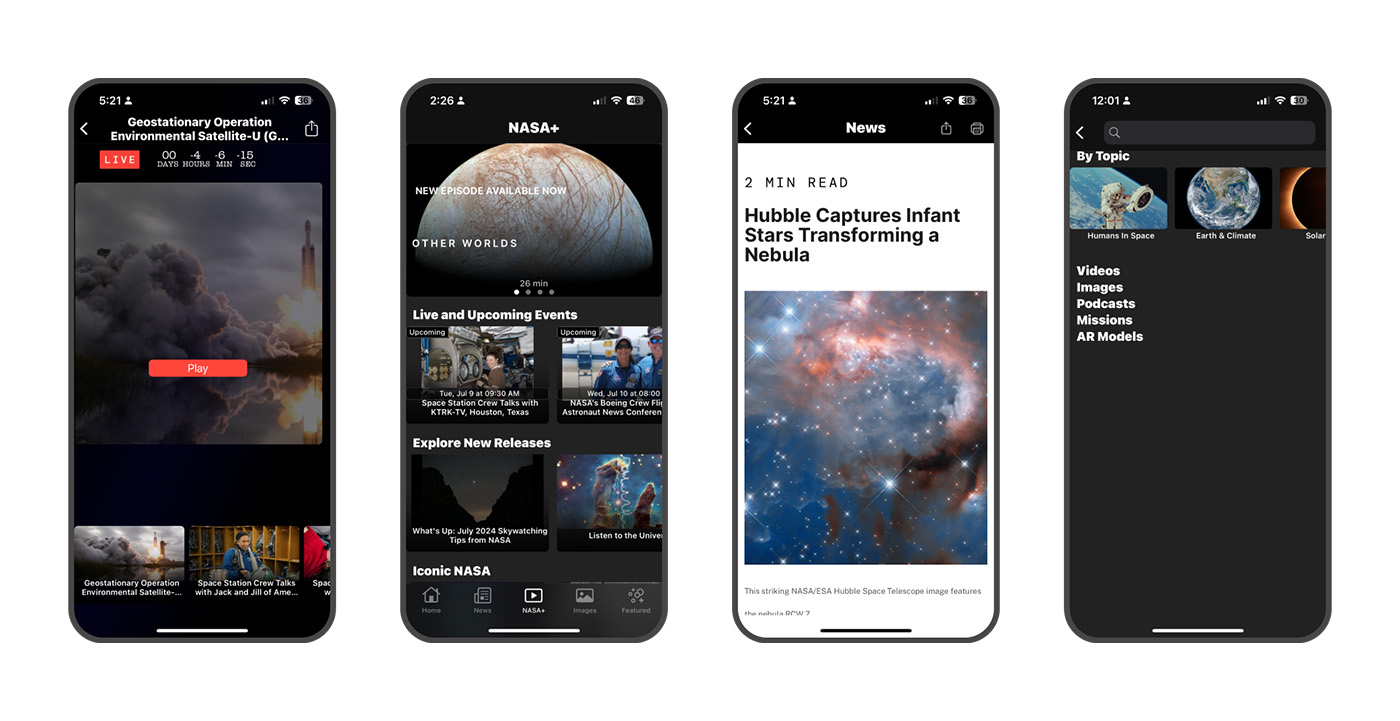 5:21
36
Geostationary Operation
Environmental Satellite-U (G...
LIVE
00 -4 -6 -15
DAYS HOURS MIN SEC
Play
Geostationary Operation
Environmental Satellite-...
Space Station Crew Talks
with Jack and Jill of Ame...
Spac
w
2:26
46
NASA+
NEW EPISODE AVAILABLE NOW
OTHER WORLDS
26 min
Live and Upcoming Events
Upcoming
Tue, Jul 9 at 09:30 AM
Space Station Crew Talks with
KTRK-TV, Houston, Texas
Upcoming
Wed, Jul 10 at 08:00
NASA's Boeing Crew Flig
Astronaut News Conferen
Explore New Releases
What's Up: July 2024 Skywatching
Tips from NASA
Listen to the Univer
Iconic NASA
Home
News
NASA+
Images
Featured
5:21
36
News
2 MIN READ
Hubble Captures Infant
Stars Transforming a
Nebula
This striking NASA/ESA Hubble Space Telescope image features
the nebula RCW 7
12:01
30
By Topic
Humans In Space
Earth & Climate
Solar
Videos
Images
Podcasts
Missions
AR Models